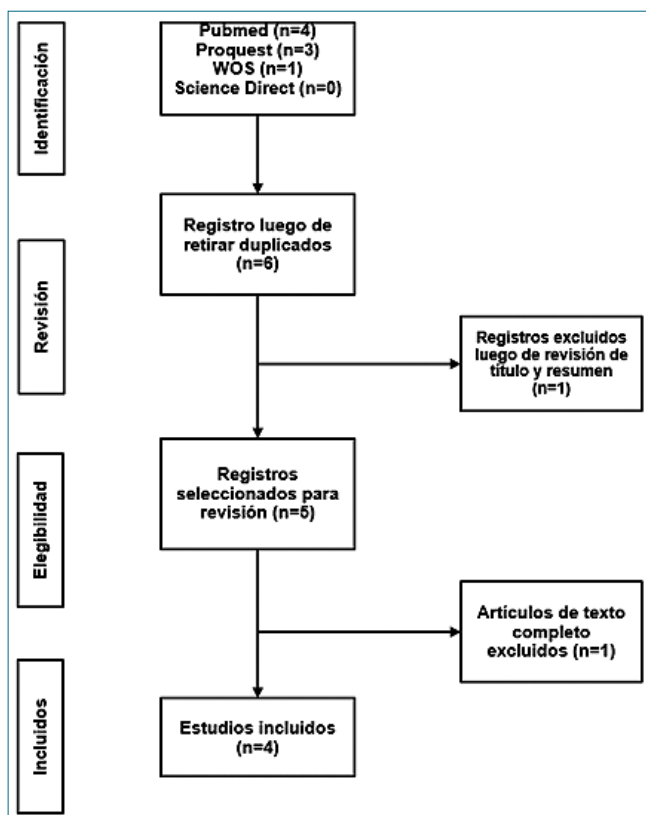 Identificación
Pubmed (n=4)
Proquest (n=3)
WOS (n=1)
Science Direct (n=0)
Revisión
Registro luego de
retirar duplicados
(n=6)
Registros excluidos
luego de revisión de
título y resumen
(n=1)
Elegibilidad
Registros
seleccionados para
revisión (n=5)
Artículos de texto
completo
excluidos (n=1)
Incluidos
Estudios incluidos
(n=4)